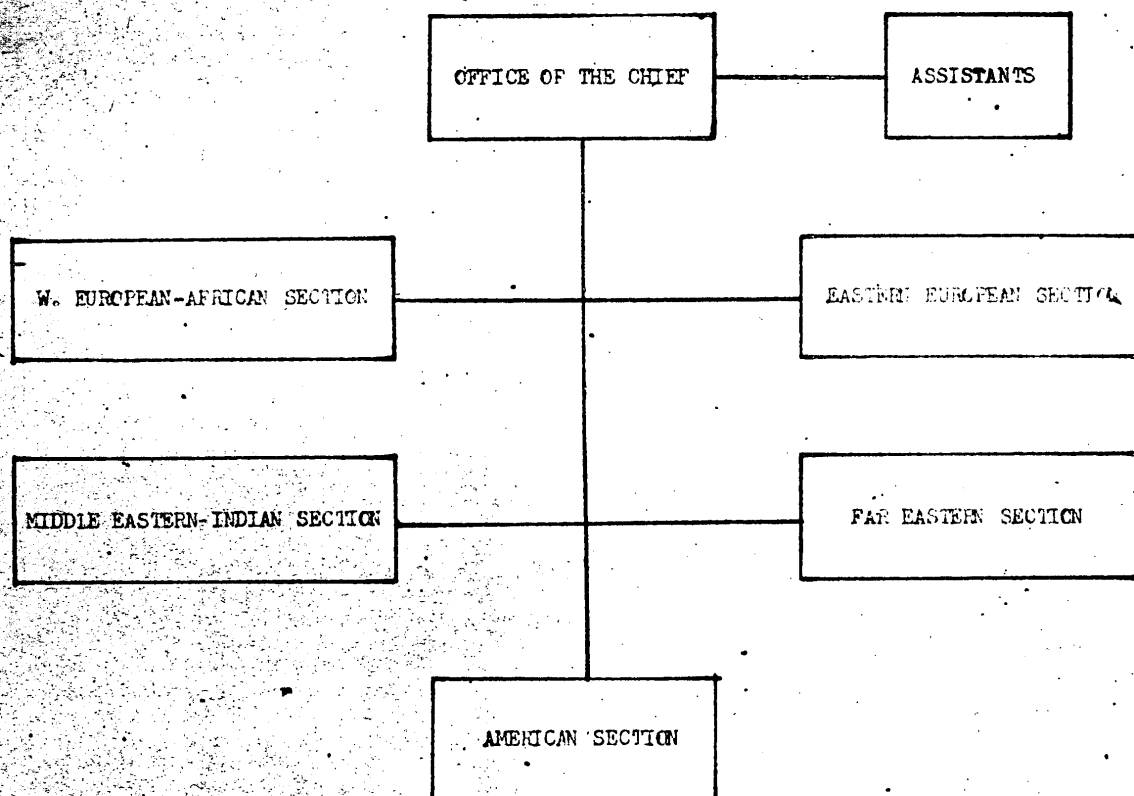 OFFICE OF THE CHIEF
ASSISTANTS
W. EUROPEAN-AFRICAN SECTION
EASTERN EUROPEAN SECTION
MIDDLE EASTERN-INDIAN SECTION
FAR EASTERN SECTION
AMERICAN SECTION